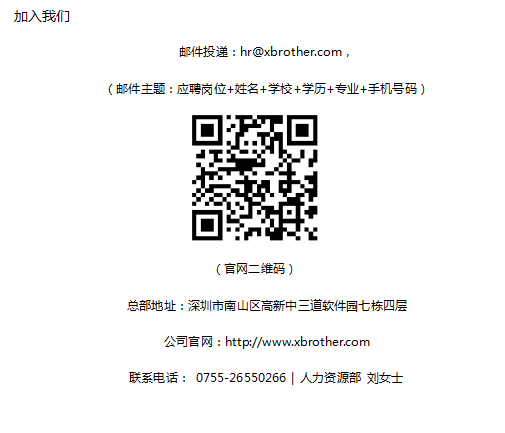 加入我们
邮件投递：hr@xbrother.com，
（邮件主题：应聘岗位+姓名+学校+学历+专业+手机号码）
（官网二维码）
总部地址：深圳市南山区高新中三道软件园七栋四层
公司官网：http://www.xbrother.com
联系电话： 0755-26550266 | 人力资源部 刘女士